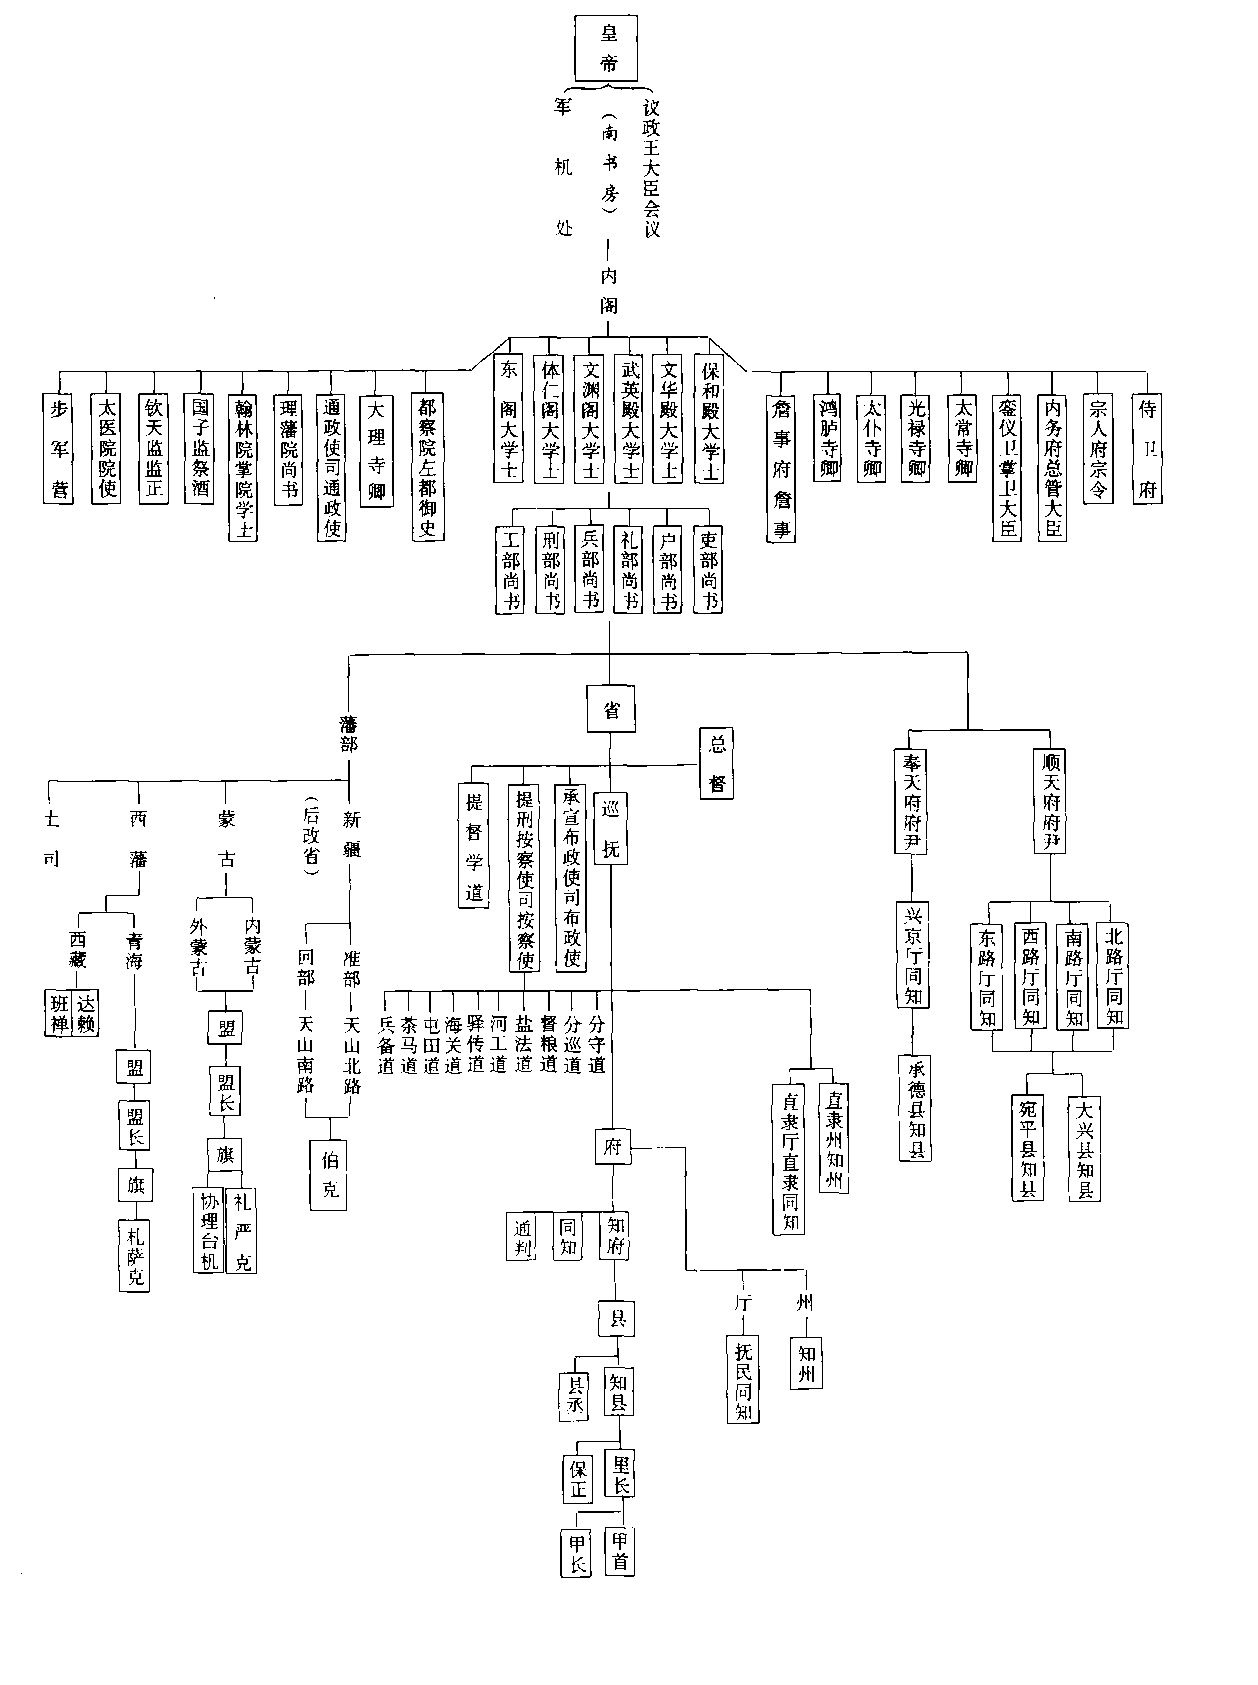 皇帝
军机处
（南书房）
议政王大臣会议
内阁
东阁大学士
体仁阁大学士
文渊阁大学士
武英殿大学士
文华殿大学士
保和殿大学士
步军营
太医院院使
钦天监监正
国子监祭酒
翰林院掌院学士
理藩院尚书
通政使司通政使
大理寺卿
都察院左都御史
詹事府詹事
鸿胪寺卿
太仆寺卿
光禄寺卿
太常寺卿
銮仪卫掌卫大臣
内务府总管大臣
宗人府宗令
侍卫府
工部尚书
刑部尚书
兵部尚书
礼部尚书
户部尚书
吏部尚书
藩部
省
总督
提督学道
提刑按察使司按察使
承宣布政使司布政使
巡抚
奉天府府尹
顺天府府尹
土司
西藩
蒙古
（后改省）
新疆
西藏
青海
外蒙古
内蒙古
回部
准部
班禅
达赖
天山南路
天山北路
盟
盟长
旗
札萨克
盟
盟长
旗
协理台机
礼严克
伯克
兵备道
茶马道
屯田道
海关道
驿传道
河工道
盐法道
督粮道
分巡道
分守道
兴京厅同知
承德县知县
东路厅同知
西路厅同知
南路厅同知
北路厅同知
宛平县知县
大兴县知县
直隶厅直隶同知
直隶州知州
府
通判
同知
知府
厅
州
抚民同知
知州
县
县丞
知县
保正
里长
甲长
甲首